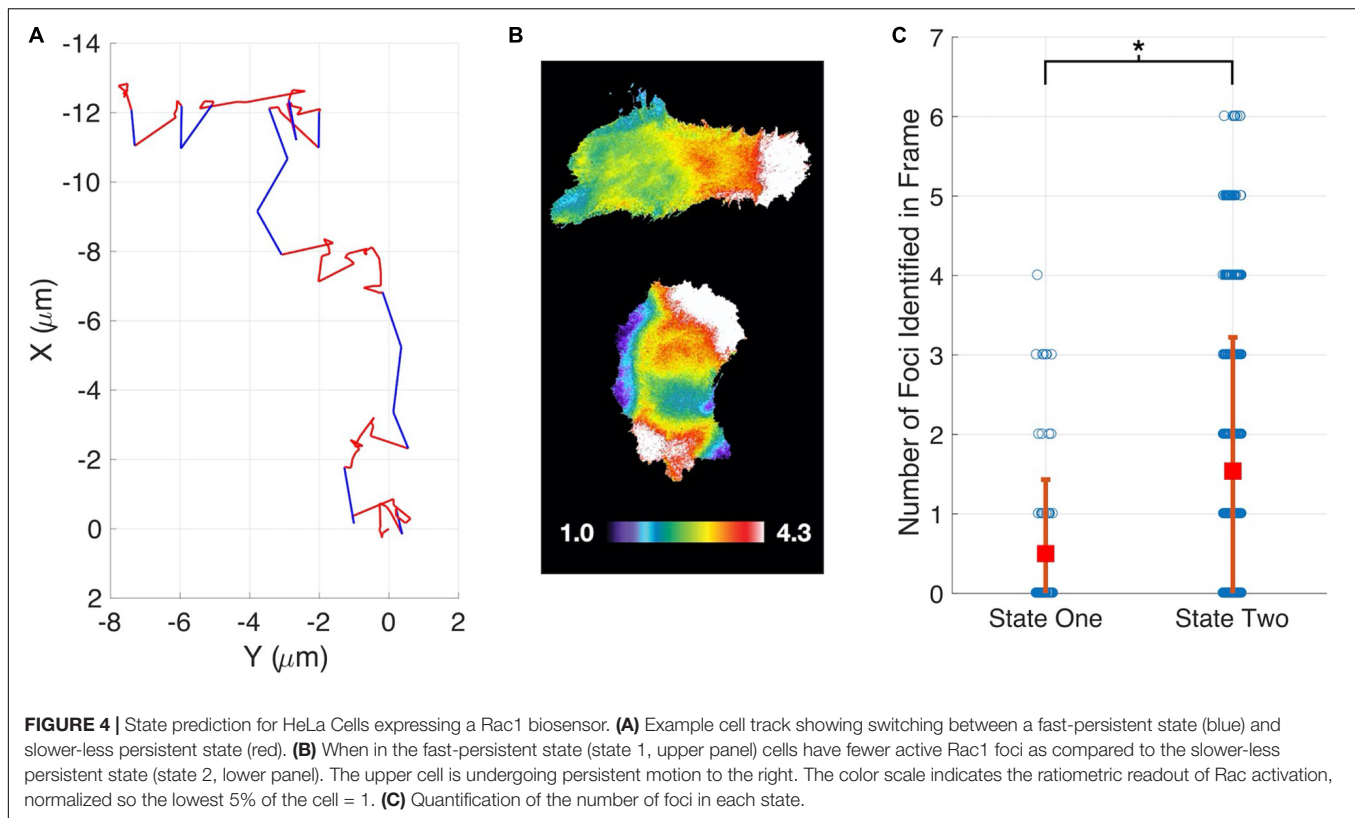 A
-14
-12
-10
-8
-6
-4
-2
0
2
X (μm)
-8 -6 -4 -2 0 2
Y (μm)
B
1.0 4.3
C
7
6
5
4
3
2
1
0
Number of Foci Identified in Frame
*
State One State Two
FIGURE 4 | State prediction for HeLa Cells expressing a Rac1 biosensor. (A) Example cell track showing switching between a fast-persistent state (blue) and
slower-less persistent state (red). (B) When in the fast-persistent state (state 1, upper panel) cells have fewer active Rac1 foci as compared to the slower-less
persistent state (state 2, lower panel). The upper cell is undergoing persistent motion to the right. The color scale indicates the ratiometric readout of Rac activation,
normalized so the lowest 5% of the cell = 1. (C) Quantification of the number of foci in each state.